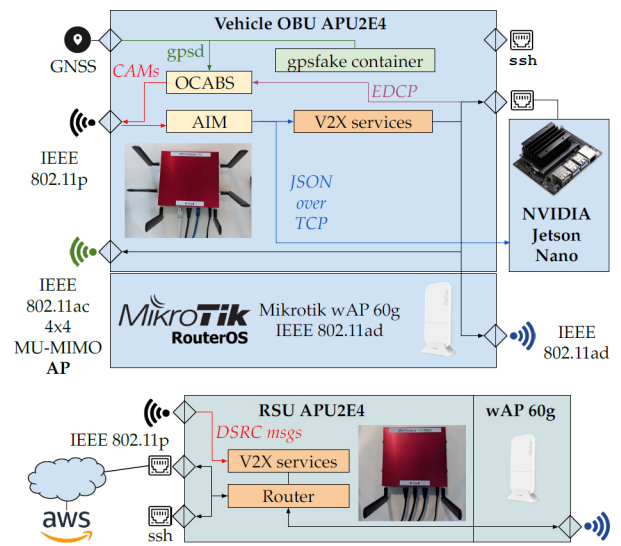 Vehicle OBU APU2E4
GNSS
gpsd
gpsfake container
ssh
CAMs
OCABS
EDCP
AIM
V2X services
IEEE
802.11p
JSON
over
TCP
NVIDIA
Jetson
Nano
IEEE
802.11ac
4x4
MU-MIMO
AP
MikroTik
RouterOS
Mikrotik wAP 60g
IEEE 802.11ad
IEEE
802.11ad
RSU APU2E4
wAP 60g
IEEE 802.11p
DSRC msgs
V2X services
Router
aws
ssh